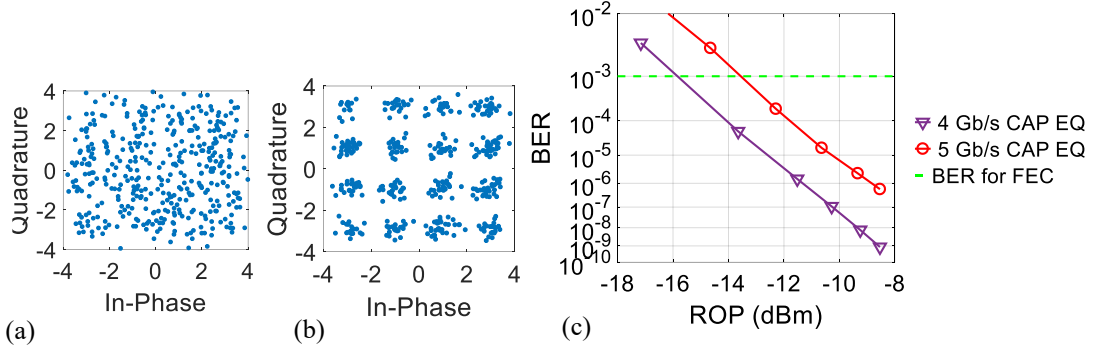 4
2
0
-2
-4
-4 -2 0 2 4
Quadrature
In-Phase
(a)
4
2
0
-2
-4
-4 -2 0 2 4
Quadrature
In-Phase
(b)
10-2
10-3
10-4
10-5
10-6
10-7
10-8
10-9
10-10
-18 -16 -14 -12 -10 -8
BER
ROP (dBm)
(c)
4 Gb/s CAP EQ
5 Gb/s CAP EQ
BER for FEC